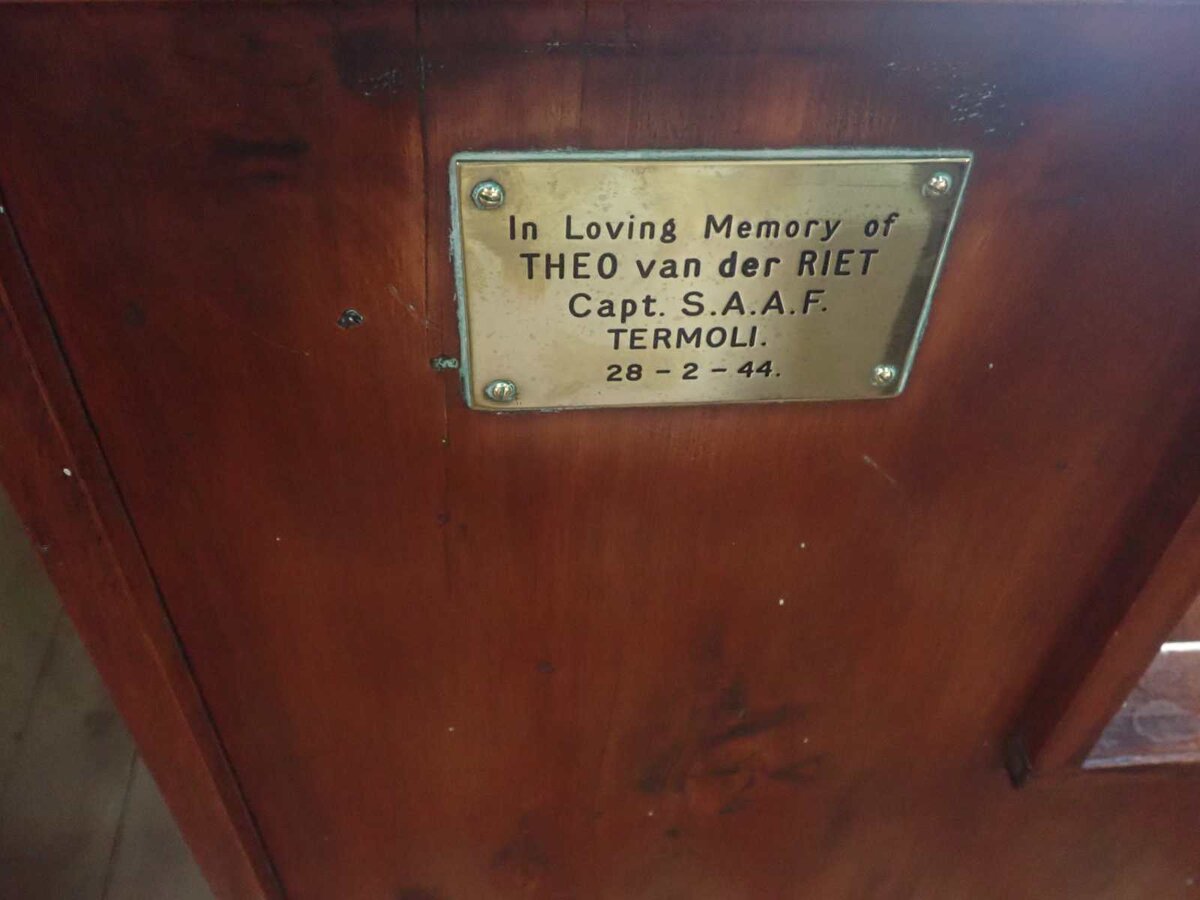 In Loving Memory of
THEO van der RIET
Capt. S.A.A.F.
TERMOLI.
28 - 2 - 44.